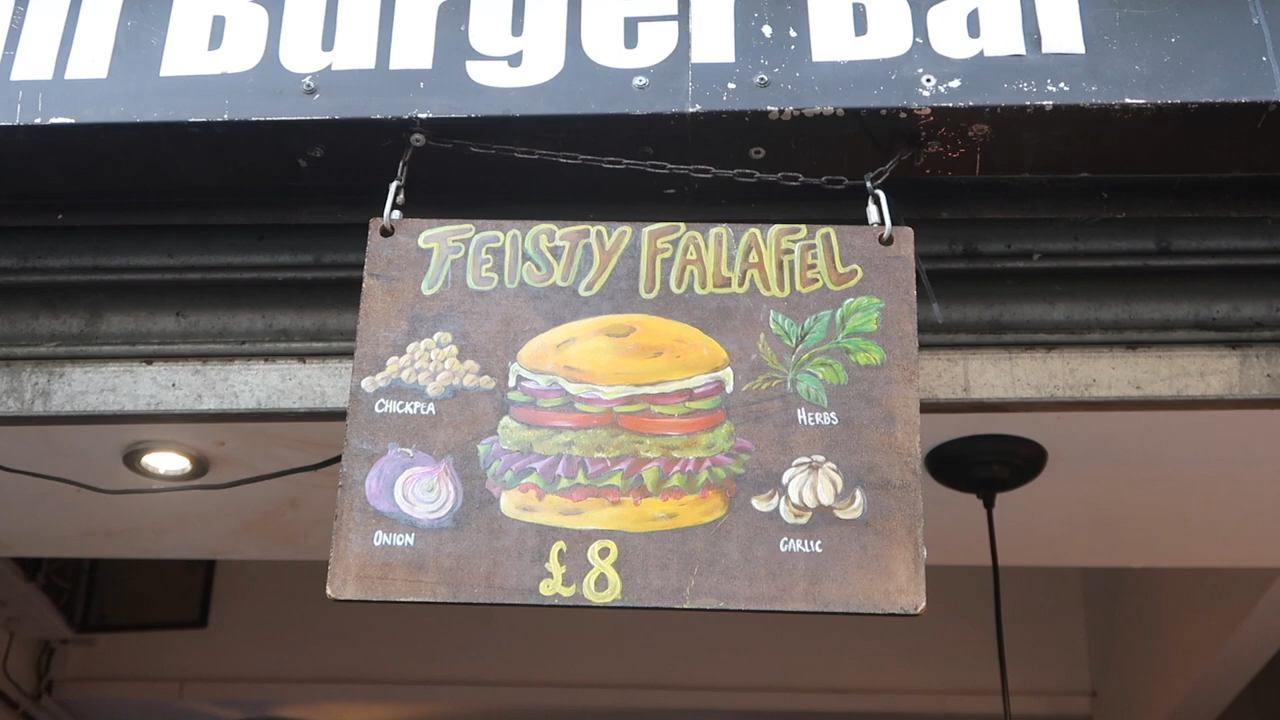 Burger Bar
FEISTY FALAFEL
CHICKPEA
HERBS
ONION
GARLIC
£8